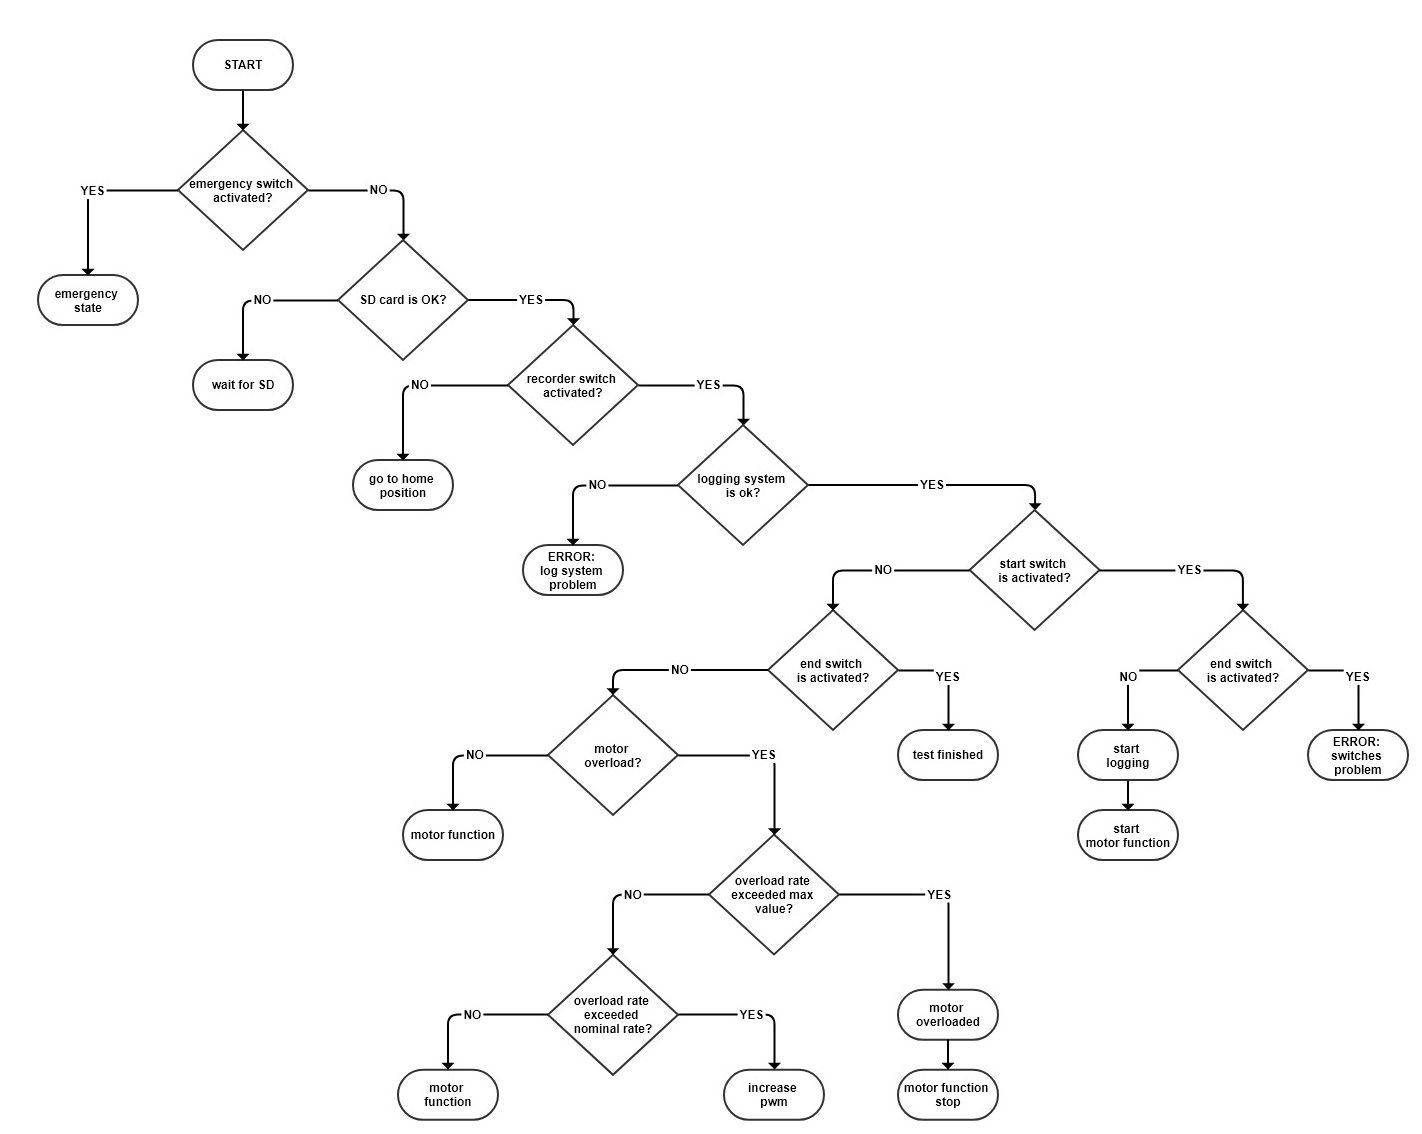 START
emergency switch
activated?
YES
NO
emergency
state
SD card is OK?
NO
YES
wait for SD
recorder switch
activated?
NO
YES
go to home
position
logging system
is ok?
NO
YES
ERROR:
log system
problem
start switch
is activated?
NO
YES
end switch
is activated?
NO
YES
end switch
is activated?
NO
YES
motor
overload?
NO
YES
test finished
start
logging
ERROR:
switches
problem
motor function
start
motor function
overload rate
exceeded max
value?
NO
YES
overload rate
exceeded
nominal rate?
NO
YES
motor
overloaded
motor
function
increase
pwm
motor function
stop